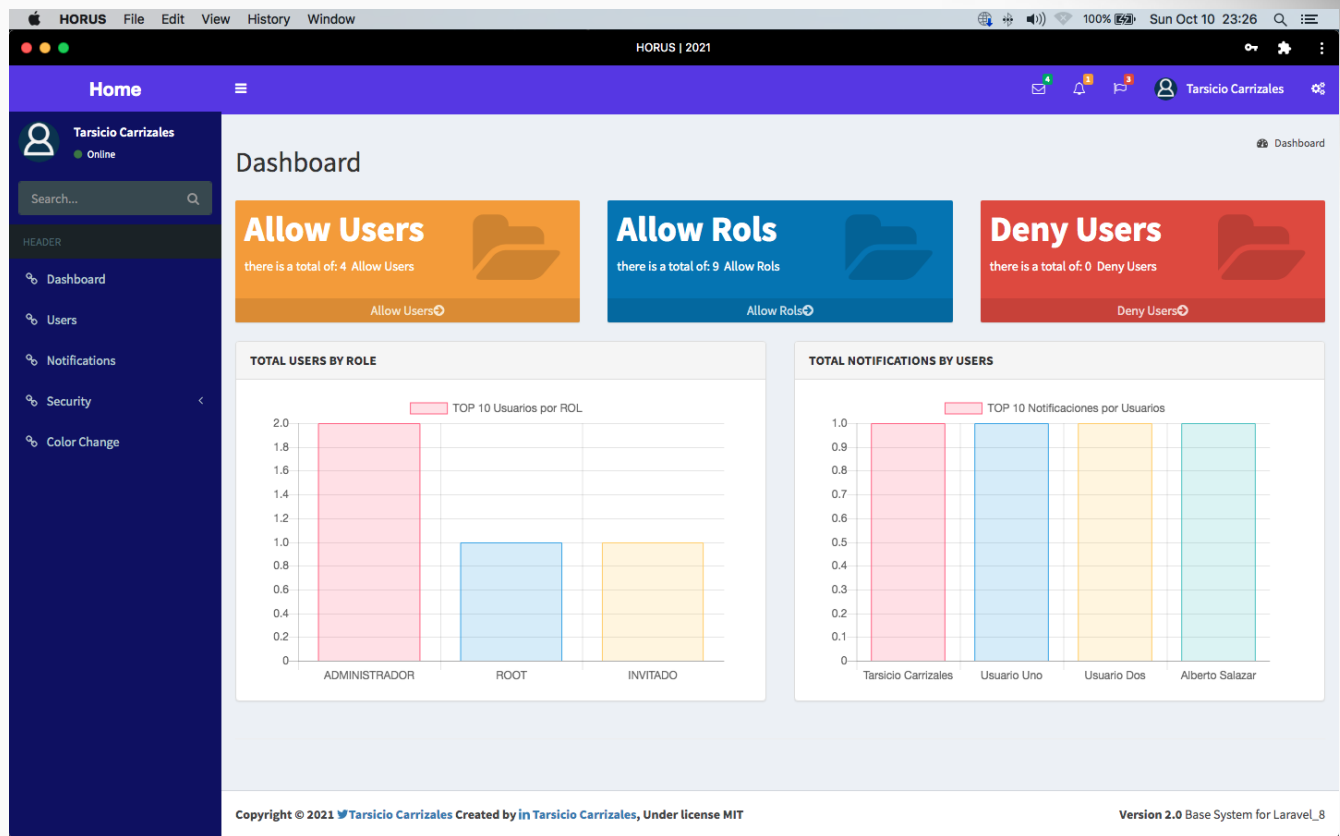 HORUS File Edit View History Window 100% Sun Oct 10 23:26
HORUS | 2021
Home
4 3 3 Tarsicio Carrizales
Tarsicio Carrizales
Online
Search...
HEADER
Dashboard
Users
Notifications
Security
Color Change
Dashboard
Dashboard
Allow Users
there is a total of: 4 Allow Users
Allow Users
Allow Rols
there is a total of: 9 Allow Rols
Allow Rols
Deny Users
there is a total of: 0 Deny Users
Deny Users
TOTAL USERS BY ROLE
TOP 10 Usuarios por ROL
2.0
1.8
1.6
1.4
1.2
1.0
0.8
0.6
0.4
0.2
0
ADMINISTRADOR ROOT INVITADO
TOTAL NOTIFICATIONS BY USERS
TOP 10 Notificaciones por Usuarios
1.0
0.9
0.8
0.7
0.6
0.5
0.4
0.3
0.2
0.1
0
Tarsicio Carrizales Usuario Uno Usuario Dos Alberto Salazar
Copyright © 2021 Tarsicio Carrizales Created by in Tarsicio Carrizales, Under license MIT
Version 2.0 Base System for Laravel_8